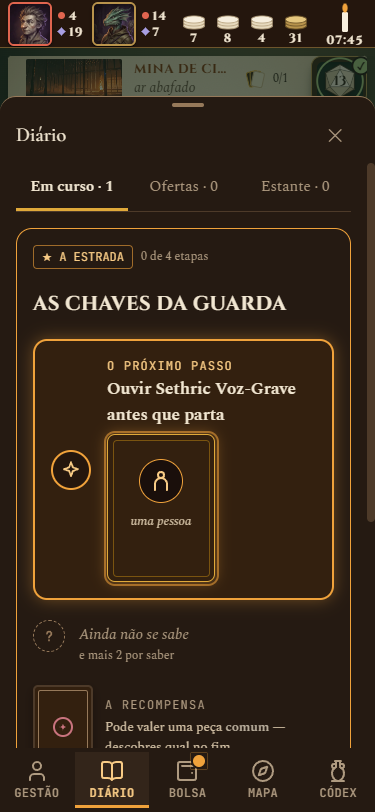 4
19
14
7
7
8
4
31
07:45
MINA DE CI...
ar abafado
0/1
13
Diário
Em curso · 1
Ofertas · 0
Estante · 0
★ A ESTRADA
0 de 4 etapas
AS CHAVES DA GUARDA
O PRÓXIMO PASSO
Ouvir Sethric Voz-Grave
antes que parta
uma pessoa
?
Ainda não se sabe
e mais 2 por saber
A RECOMPENSA
Pode valer uma peça comum —
descobres qual no fim
GESTÃO
DIÁRIO
BOLSA
MAPA
CÓDEX